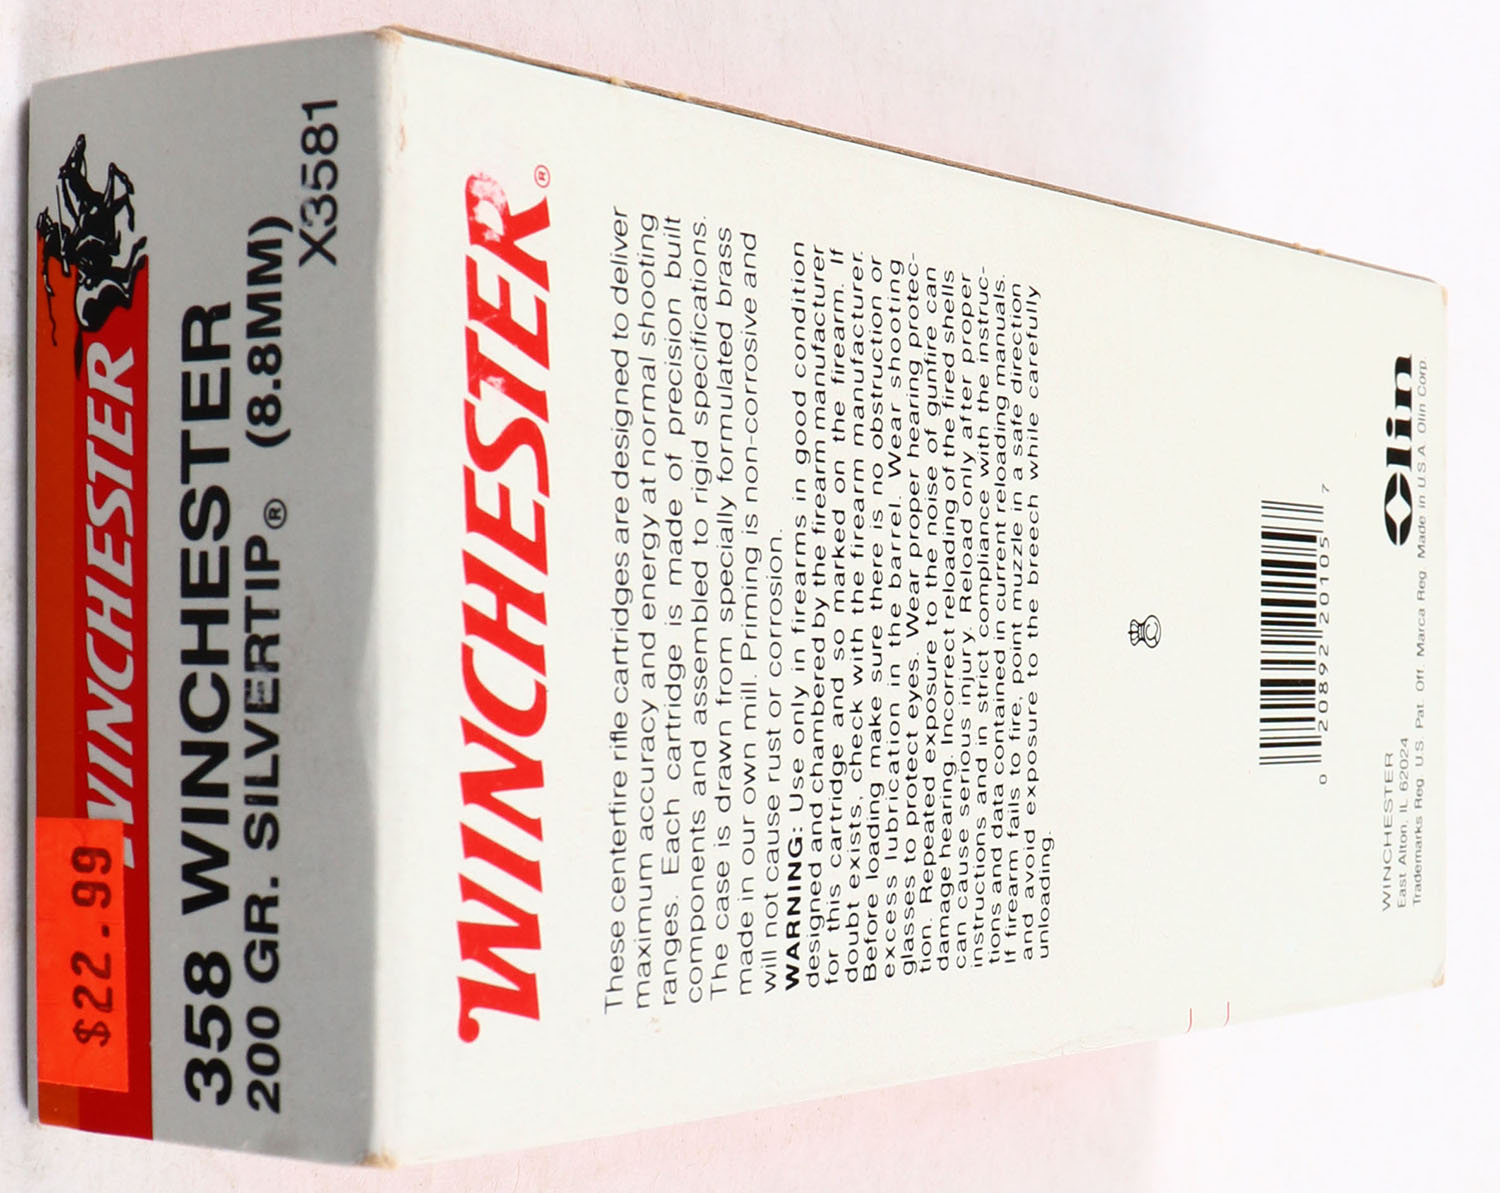 WINCHESTER
$22.99
358 WINCHESTER
200 GR. SILVERTIP® (8.8MM)
X3581
WINCHESTER®
These centerfire rifle cartridges are designed to deliver
maximum accuracy and energy at normal shooting
ranges. Each cartridge is made of precision built
components and assembled to rigid specifications.
The case is drawn from specially formulated brass
made in our own mill. Priming is non-corrosive and
will not cause rust or corrosion.
WARNING: Use only in firearms in good condition
designed and chambered by the firearm manufacturer
for this cartridge and so marked on the firearm. If
doubt exists, check with the firearm manufacturer.
Before loading make sure there is no obstruction or
excess lubrication in the barrel. Wear shooting
glasses to protect eyes. Wear proper hearing protec-
tion. Repeated exposure to the noise of gunfire can
damage hearing. Incorrect reloading of the fired shells
can cause serious injury. Reload only after proper
instructions and in strict compliance with the instruc-
tions and data contained in current reloading manuals.
If firearm fails to fire, point muzzle in a safe direction
and avoid exposure to the breech while carefully
unloading.
0 20892 20105 7
WINCHESTER
East Alton, IL 62024
Trademarks Reg. U.S. Pat. Off. Marca Reg. Made in U.S.A. Olin Corp.
Olin